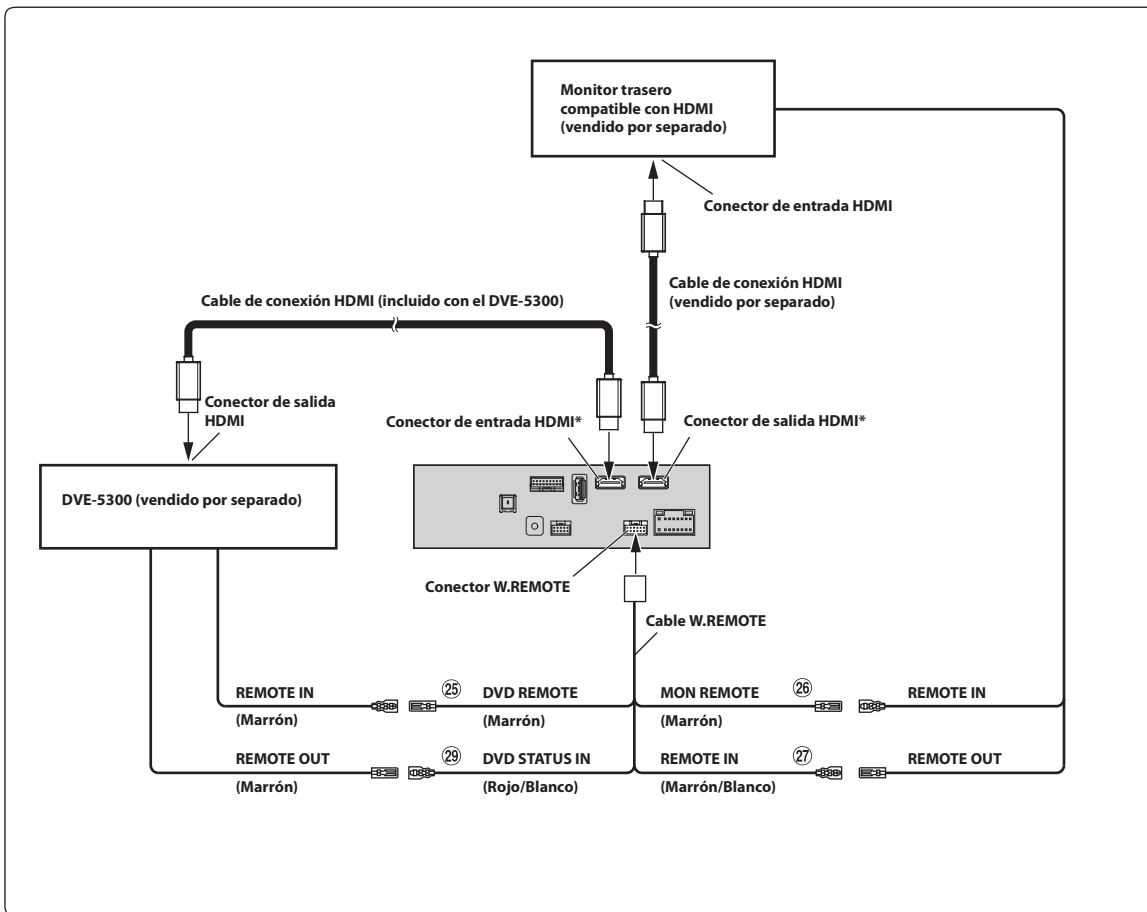 Monitor trasero
compatible con HDMI
(vendido por separado)
Conector de entrada HDMI
Cable de conexión HDMI
(vendido por separado)
Cable de conexión HDMI (incluido con el DVE-5300)
Conector de salida
HDMI
Conector de entrada HDMI*
Conector de salida HDMI*
DVE-5300 (vendido por separado)
Conector W.REMOTE
Cable W.REMOTE
REMOTE IN
(Marrón)
㉕
DVD REMOTE
(Marrón)
MON REMOTE
(Marrón)
㉖
REMOTE IN
REMOTE OUT
(Marrón)
㉙
DVD STATUS IN
(Rojo/Blanco)
REMOTE IN
(Marrón/Blanco)
㉗
REMOTE OUT